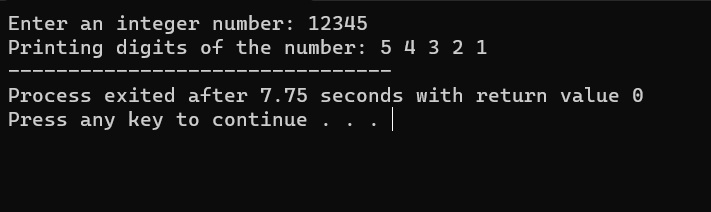 Enter an integer number: 12345
Printing digits of the number: 5 4 3 2 1
--------------------------------
Process exited after 7.75 seconds with return value 0
Press any key to continue . . .